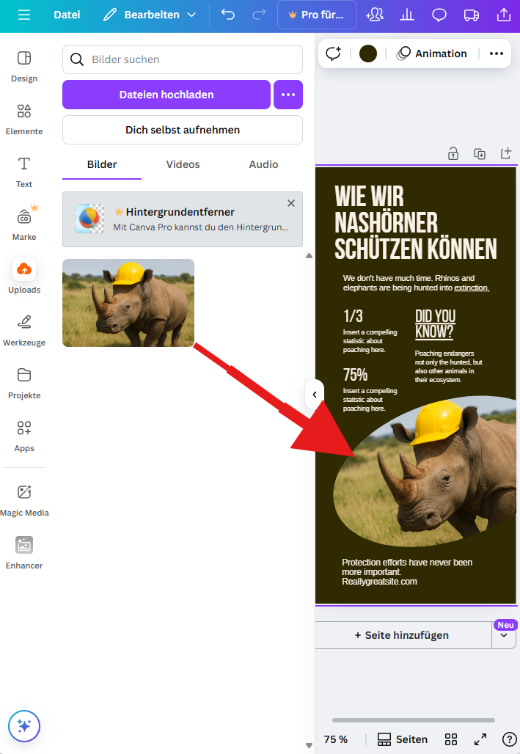 Datei
Bearbeiten
Pro für...
Bilder suchen
Dateien hochladen
Dich selbst aufnehmen
Bilder
Videos
Audio
Hintergrundentferner
Mit Canva Pro kannst du den Hintergrun...
Design
Elemente
Text
Marke
Uploads
Werkzeuge
Projekte
Apps
Magic Media
Enhancer
Animation
WIE WIR
NASHÖRNER
SCHÜTZEN KÖNNEN
We don't have much time. Rhinos and
elephants are being hunted into extinction.
1/3
Insert a compelling
statistic about
poaching here.
75%
Insert a compelling
statistic about
poaching here.
DID YOU
KNOW?
Poaching endangers
not only the hunted, but
also other animals in
their ecosystem.
Protection efforts have never been
more important.
Reallygreatsite.com
+ Seite hinzufügen
Neu
75 %
Seiten